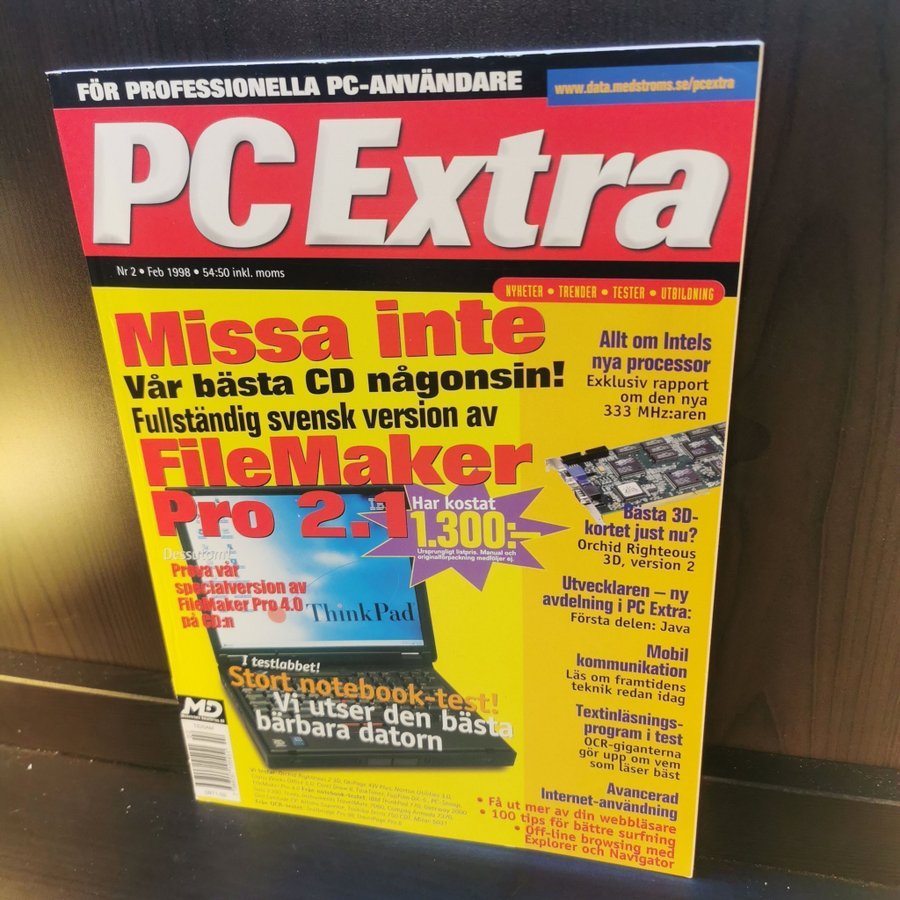 FÖR PROFESSIONELLA PC-ANVÄNDARE
www.data.medstroms.se/pcextra
PC Extra
Nr 2 • Feb 1998 • 54:50 inkl. moms
NYHETER • TRENDER • TESTER • UTBILDNING
Missa inte
Vår bästa CD någonsin!
Fullständig svensk version av
FileMaker
Pro 2.1
Har kostat
1.300:-
Ursprungligt listpris. Manual och
originalförpackning medföljer ej.
Dessutom!
Prova vår
specialversion av
FileMaker Pro 4.0
på CD:n
ThinkPad
I testlabbet!
Stort notebook-test!
Vi utser den bästa
bärbara datorn
MD
Allt om Intels
nya processor
Exklusiv rapport
om den nya
333 MHz:aren
Bästa 3D-
kortet just nu?
Orchid Righteous
3D, version 2
Utvecklaren – ny
avdelning i PC Extra:
Första delen: Java
Mobil
kommunikation
Läs om framtidens
teknik redan idag
Textinläsnings-
program i test
OCR-giganterna
gör upp om vem
som läser bäst
Avancerad
Internet-användning
• Få ut mer av din webbläsare
• 100 tips för bättre surfning
• Off-line browsing med
Explorer och Navigator